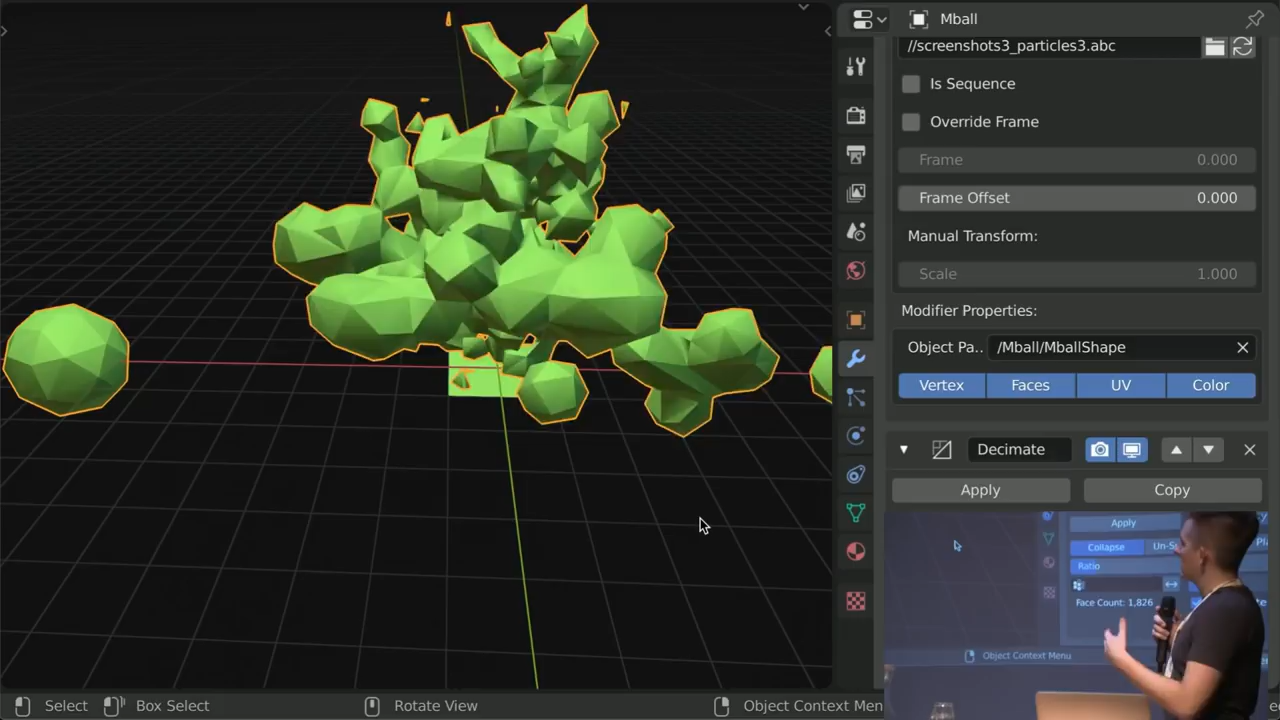 Mball
//screenshots3_particles3.abc
Is Sequence
Override Frame
Frame 0.000
Frame Offset 0.000
Manual Transform:
Scale 1.000
Modifier Properties:
Object Pa.. /Mball/MballShape
Vertex Faces UV Color
Decimate
Apply Copy
Apply
Collapse
Ratio
Face Count: 1,826
Object Context Menu
Select Box Select Rotate View Object Context Men